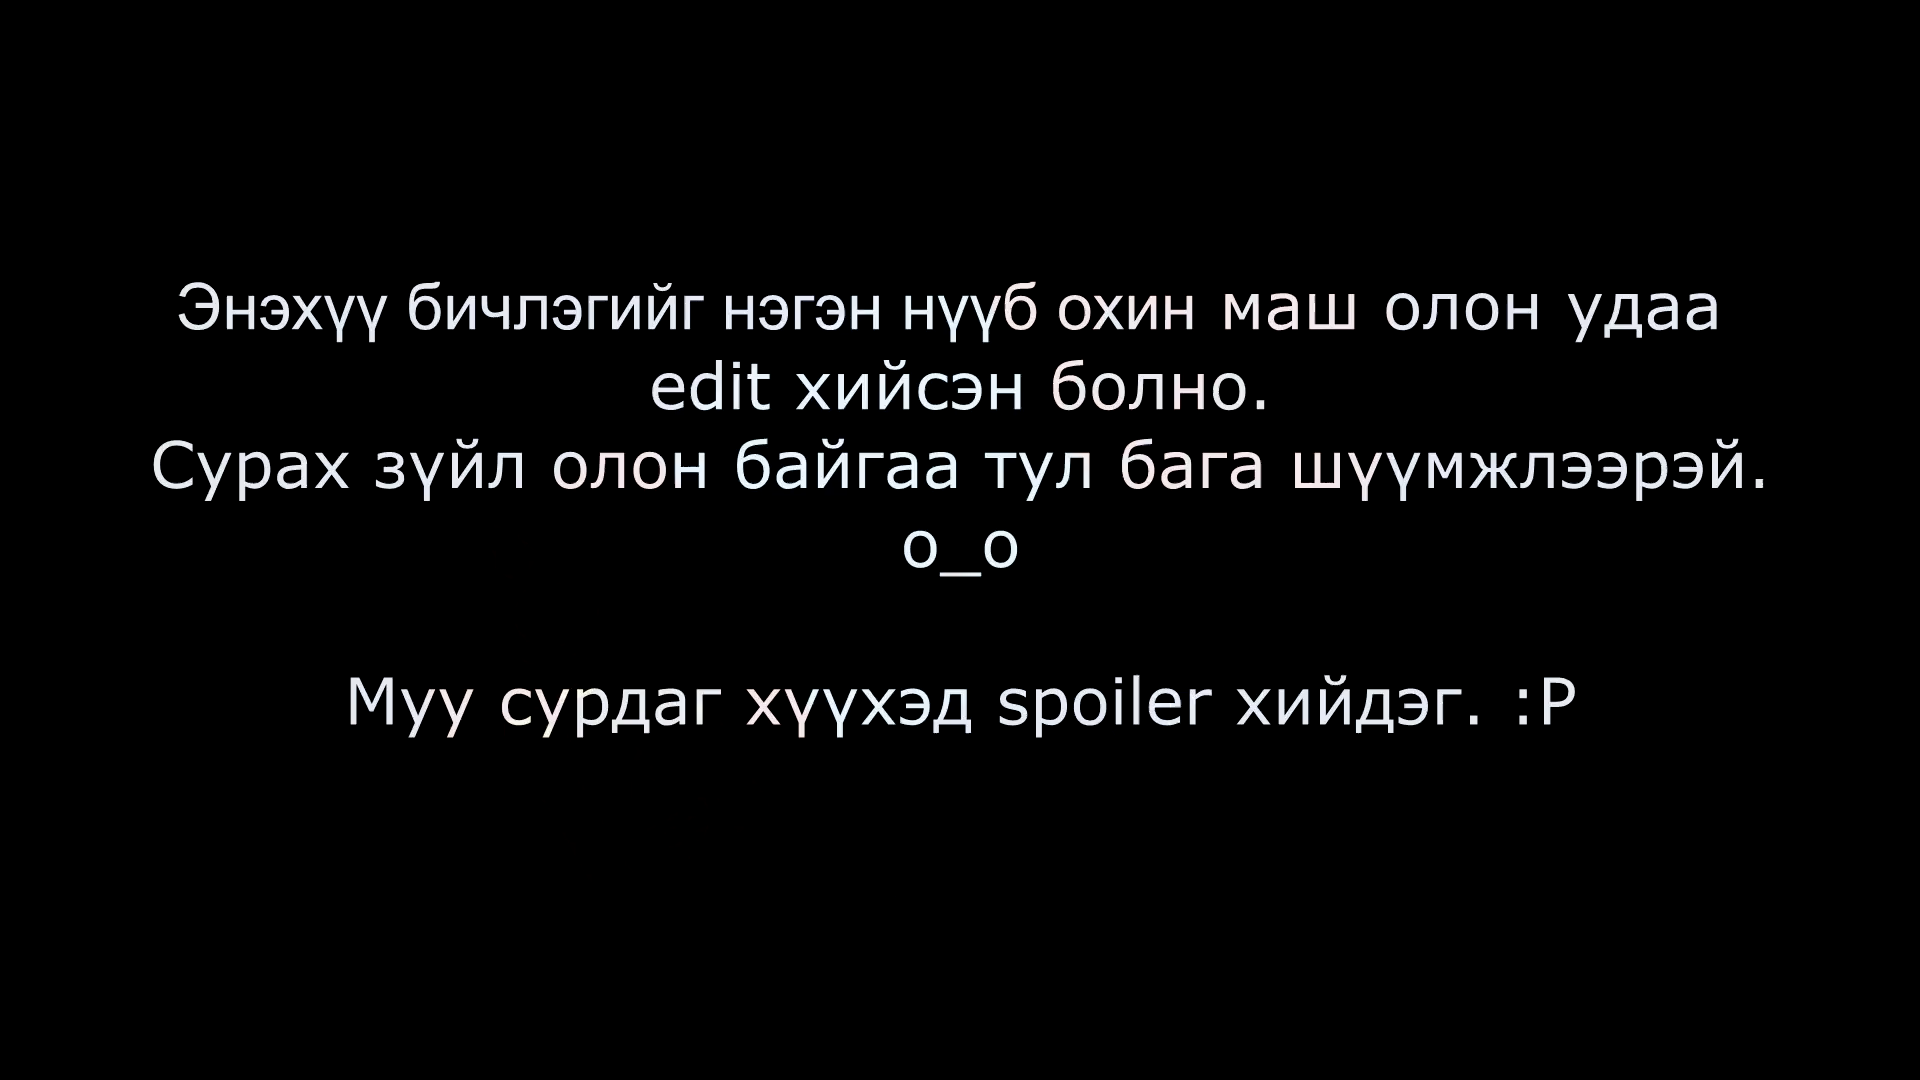 Энэхүү бичлэгийг нэгэн нүүб охин маш олон удаа
edit хийсэн болно.
Сурах зүйл олон байгаа тул бага шүүмжлээрэй.
o_o
Муу сурдаг хүүхэд spoiler хийдэг. :P